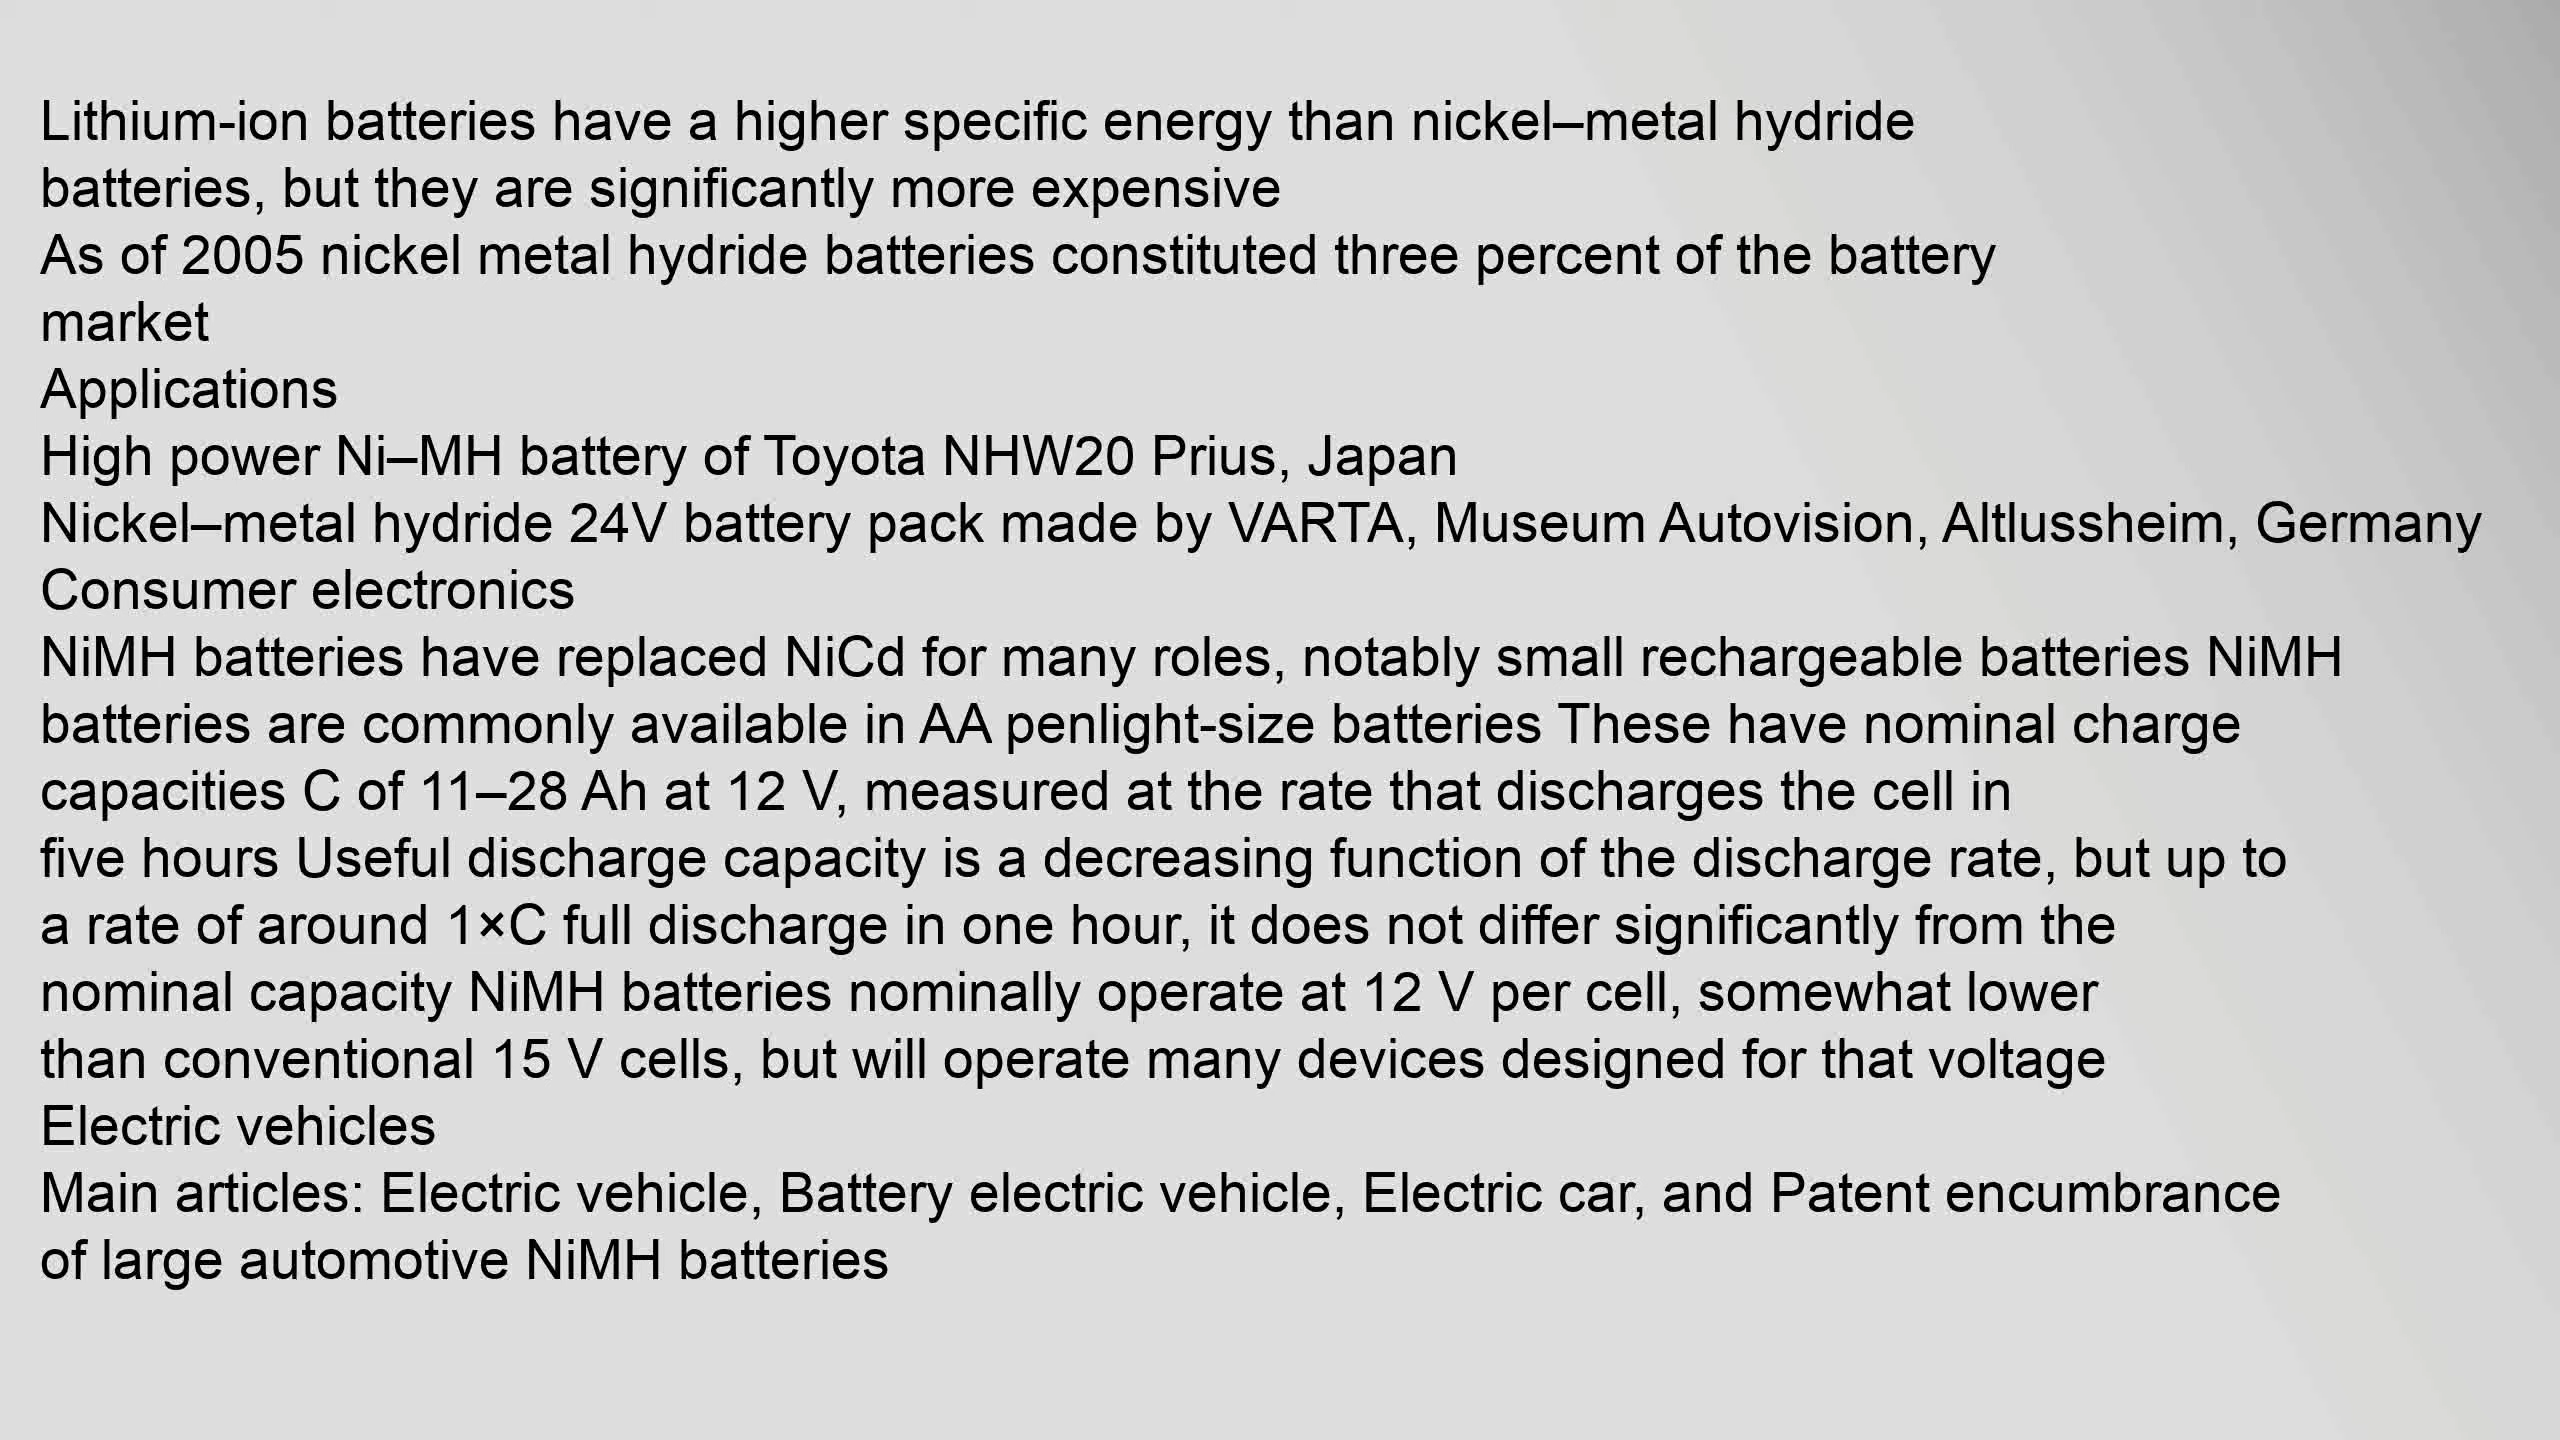 Lithium-ion batteries have a higher specific energy than nickel–metal hydride
batteries, but they are significantly more expensive
As of 2005 nickel metal hydride batteries constituted three percent of the battery
market
Applications
High power Ni–MH battery of Toyota NHW20 Prius, Japan
Nickel–metal hydride 24V battery pack made by VARTA, Museum Autovision, Altlussheim, Germany
Consumer electronics
NiMH batteries have replaced NiCd for many roles, notably small rechargeable batteries NiMH
batteries are commonly available in AA penlight-size batteries These have nominal charge
capacities C of 11–28 Ah at 12 V, measured at the rate that discharges the cell in
five hours Useful discharge capacity is a decreasing function of the discharge rate, but up to
a rate of around 1×C full discharge in one hour, it does not differ significantly from the
nominal capacity NiMH batteries nominally operate at 12 V per cell, somewhat lower
than conventional 15 V cells, but will operate many devices designed for that voltage
Electric vehicles
Main articles: Electric vehicle, Battery electric vehicle, Electric car, and Patent encumbrance
of large automotive NiMH batteries